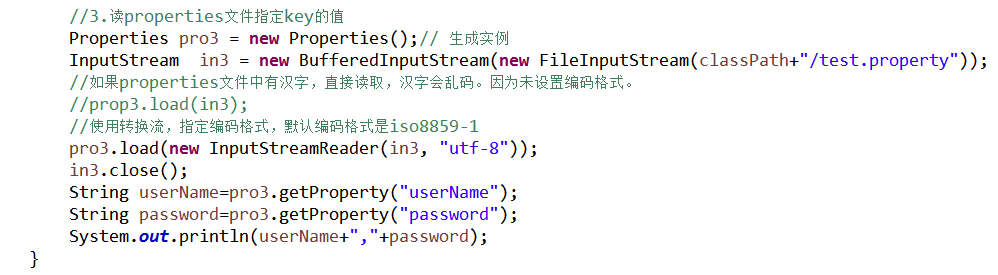 //3.读properties文件指定key的值
Properties pro3 = new Properties();// 生成实例
InputStream  in3 = new BufferedInputStream(new FileInputStream(classPath+"/test.property"));
//如果properties文件中有汉字，直接读取，汉字会乱码。因为未设置编码格式。
//prop3.load(in3);
//使用转换流，指定编码格式，默认编码格式是iso8859-1
pro3.load(new InputStreamReader(in3, "utf-8"));
in3.close();
String userName=pro3.getProperty("userName");
String password=pro3.getProperty("password");
System.out.println(userName+","+password);
}